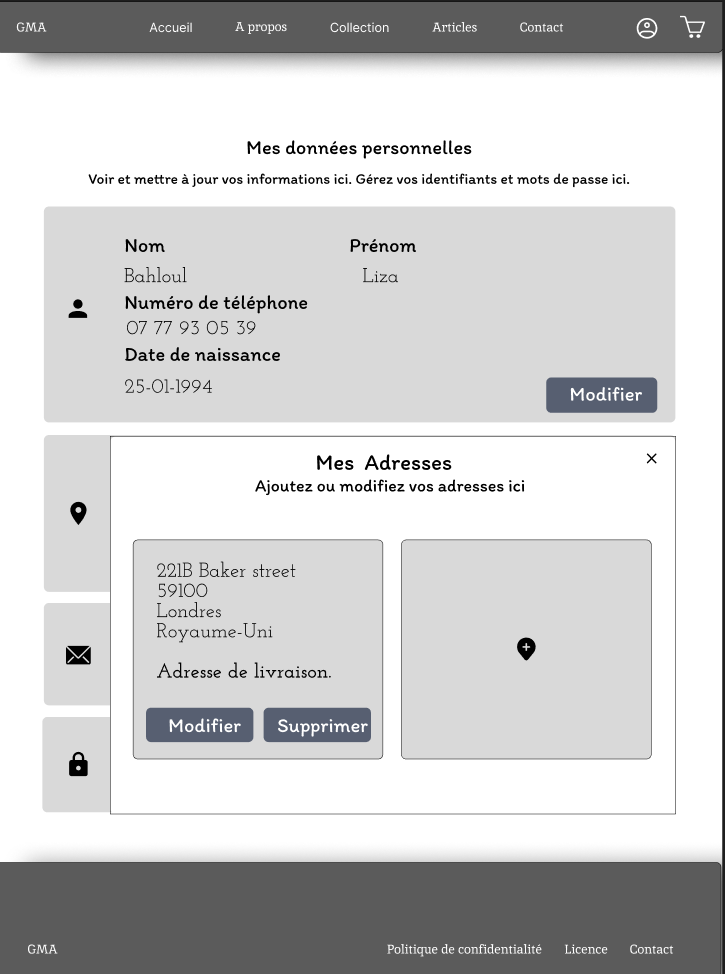 GMA Accueil A propos Collection Articles Contact
Mes données personnelles
Voir et mettre à jour vos informations ici. Gérez vos identifiants et mots de passe ici.
Nom Prénom
Bahloul Liza
Numéro de téléphone
07 77 93 05 39
Date de naissance
25-01-1994
Modifier
Mes Adresses
Ajoutez ou modifiez vos adresses ici
221B Baker street
59100
Londres
Royaume-Uni
Adresse de livraison.
Modifier Supprimer
GMA Politique de confidentialité Licence Contact